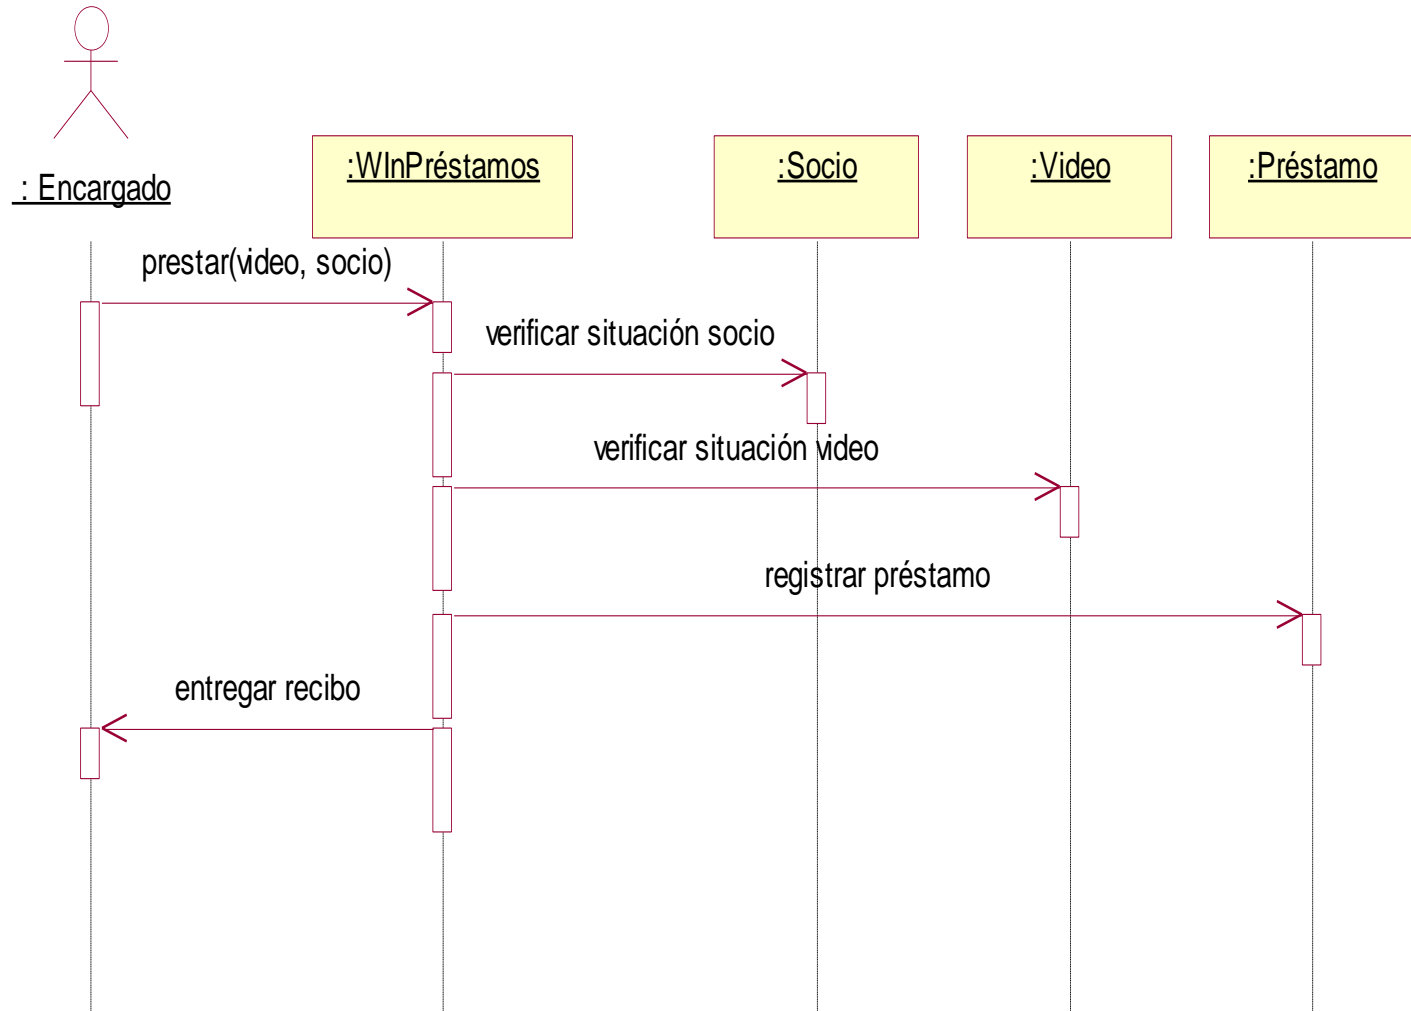 : Encargado
:WInPréstamos
:Socio
:Video
:Préstamo
prestar(video, socio)
verificar situación socio
verificar situación video
registrar préstamo
entregar recibo